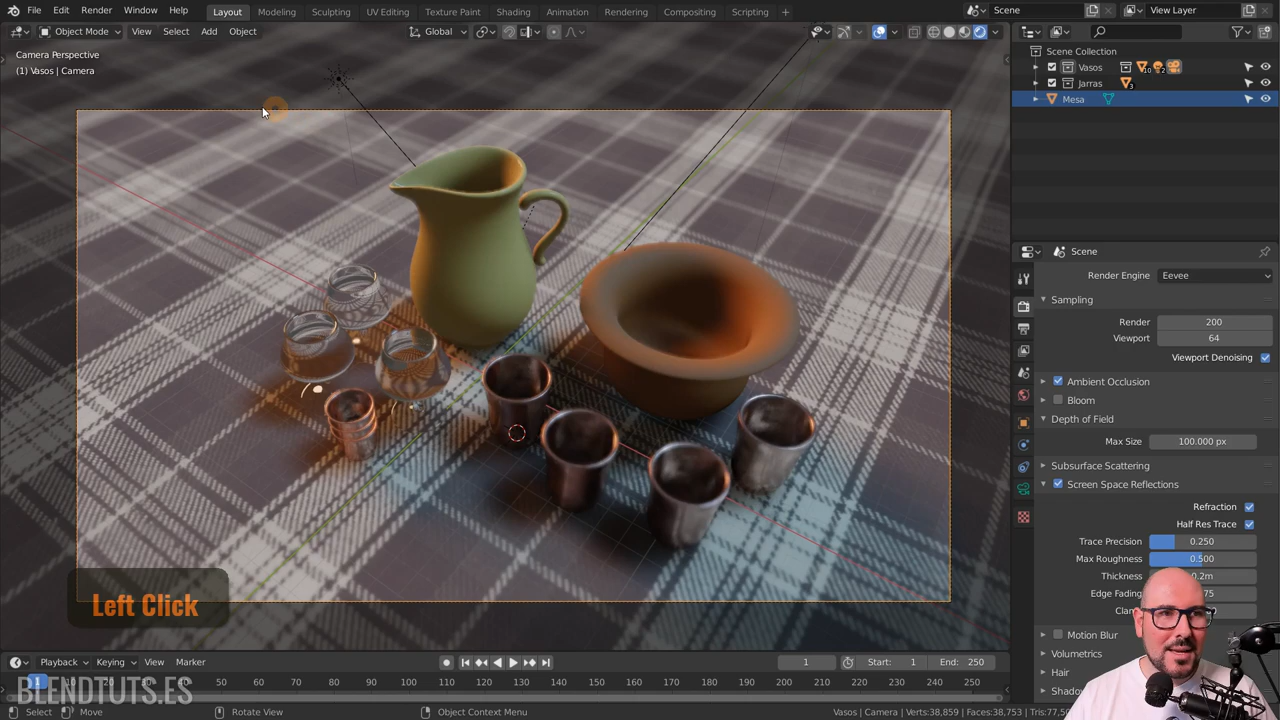 File Edit Render Window Help Layout Modeling Sculpting UV Editing Texture Paint Shading Animation Rendering Compositing Scripting + Scene View Layer
Object Mode View Select Add Object Global
Camera Perspective
(1) Vasos | Camera
Scene Collection
Vasos 10 2
Jarras 3
Mesa
Scene
Render Engine Eevee
Sampling
Render 200
Viewport 64
Viewport Denoising
Ambient Occlusion
Bloom
Depth of Field
Max Size 100.000 px
Subsurface Scattering
Screen Space Reflections
Refraction
Half Res Trace
Trace Precision 0.250
Max Roughness 0.500
Thickness
Edge Fading
Motion Blur
Volumetrics
Hair
Left Click
Playback Keying View Marker 1 Start: 1 End: 250
1 50 60 70 80 90 100 110 120 130 140 150 160 170 180 190 200 210 220 230 240 250
BLENDTUTS.ES
Select Move Rotate View Object Context Menu Vasos | Camera | Verts:38,859 | Faces:38,753